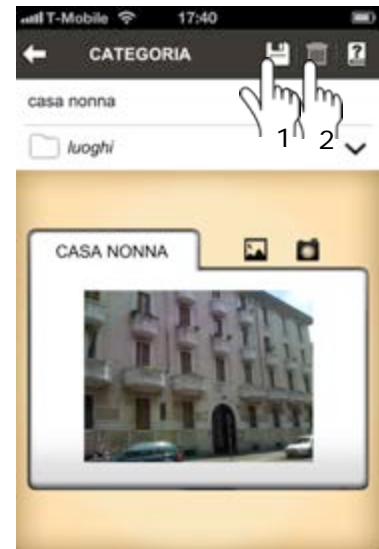 T-Mobile 17:40
CATEGORIA
?
casa nonna
1 2
luoghi
CASA NONNA